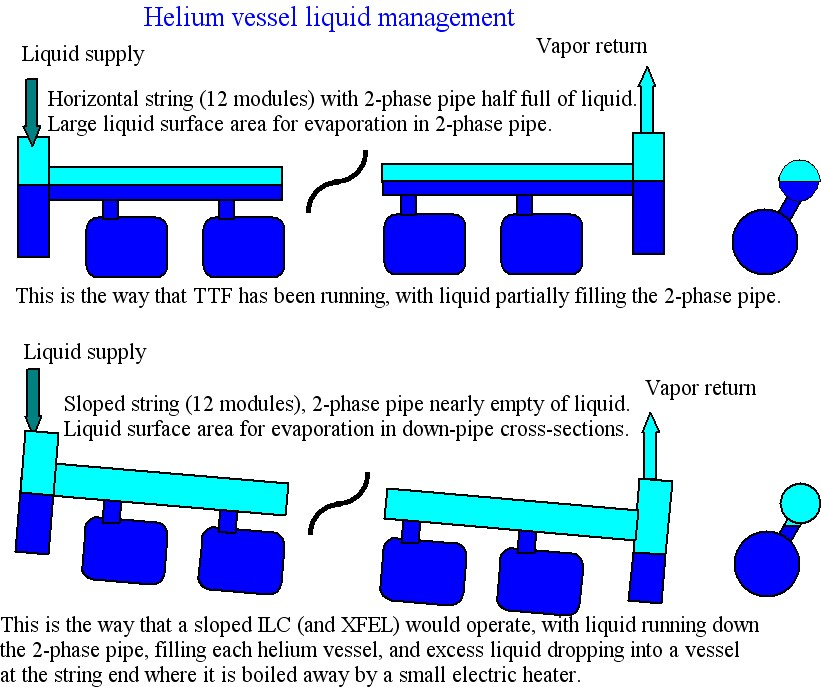 Helium vessel liquid management
Liquid supply
Vapor return
Horizontal string (12 modules) with 2-phase pipe half full of liquid.
Large liquid surface area for evaporation in 2-phase pipe.
This is the way that TTF has been running, with liquid partially filling the 2-phase pipe.
Liquid supply
Vapor return
Sloped string (12 modules), 2-phase pipe nearly empty of liquid.
Liquid surface area for evaporation in down-pipe cross-sections.
This is the way that a sloped ILC (and XFEL) would operate, with liquid running down
the 2-phase pipe, filling each helium vessel, and excess liquid dropping into a vessel
at the string end where it is boiled away by a small electric heater.